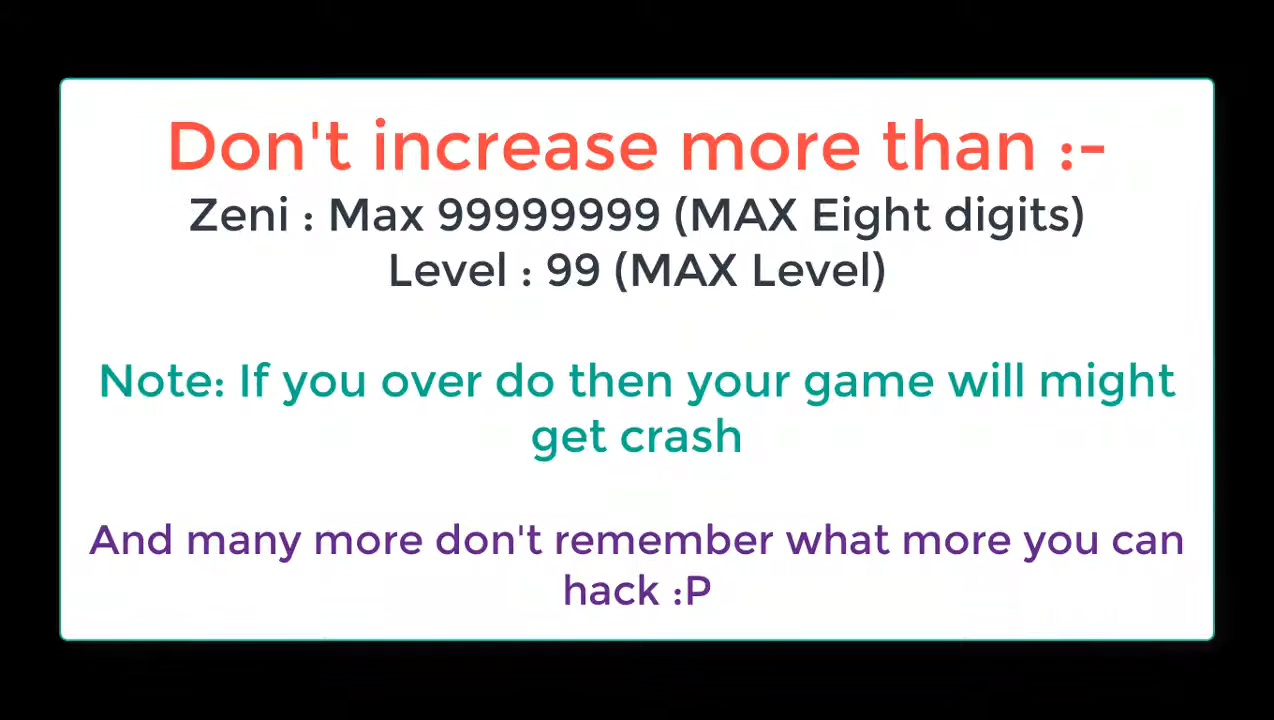 Don't increase more than :-
Zeni : Max 99999999 (MAX Eight digits)
Level : 99 (MAX Level)
Note: If you over do then your game will might
get crash
And many more don't remember what more you can
hack :P